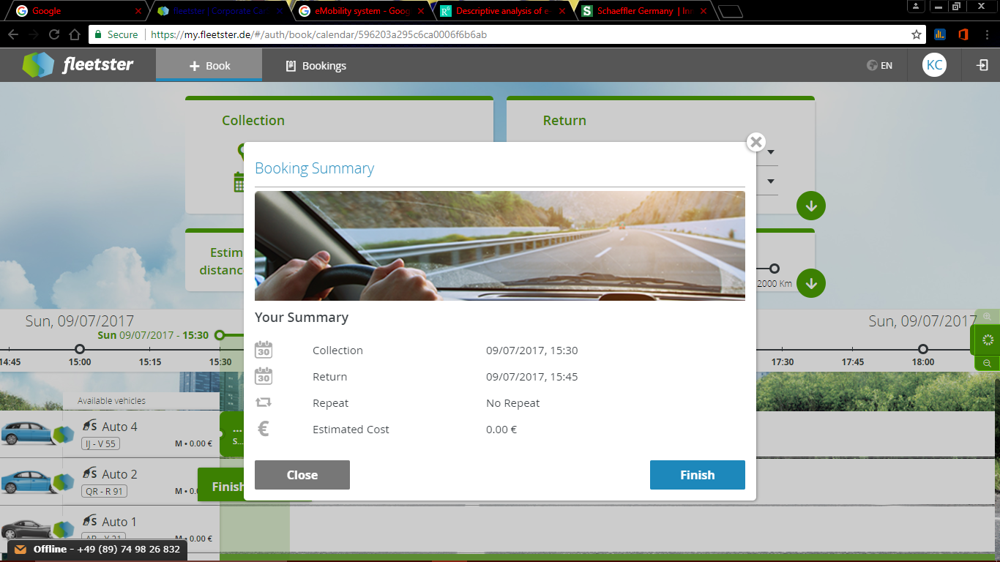 Google
fleetster | Corporate Car
eMobility system - Goog
Descriptive analysis of e
Schaeffler Germany | In
Secure
https://my.fleetster.de/#/auth/book/calendar/596203a295c6ca0006f6b6ab
fleetster
Book
Bookings
EN
KC
Collection
Return
Booking Summary
Estim
distance
2000 Km
Your Summary
Collection
09/07/2017, 15:30
Return
09/07/2017, 15:45
Repeat
No Repeat
Estimated Cost
0.00 €
Close
Finish
Sun, 09/07/2017
Sun, 09/07/2017
Sun 09/07/2017 - 15:30
14:45
15:00
15:15
15:30
17:30
17:45
18:00
Available vehicles
S Auto 4
IJ - V 55
M • 0.00 €
...
S...
S Auto 2
QR - R 91
M • 0.
Finish
S Auto 1
M • 0.00 €
Offline - +49 (89) 74 98 26 832